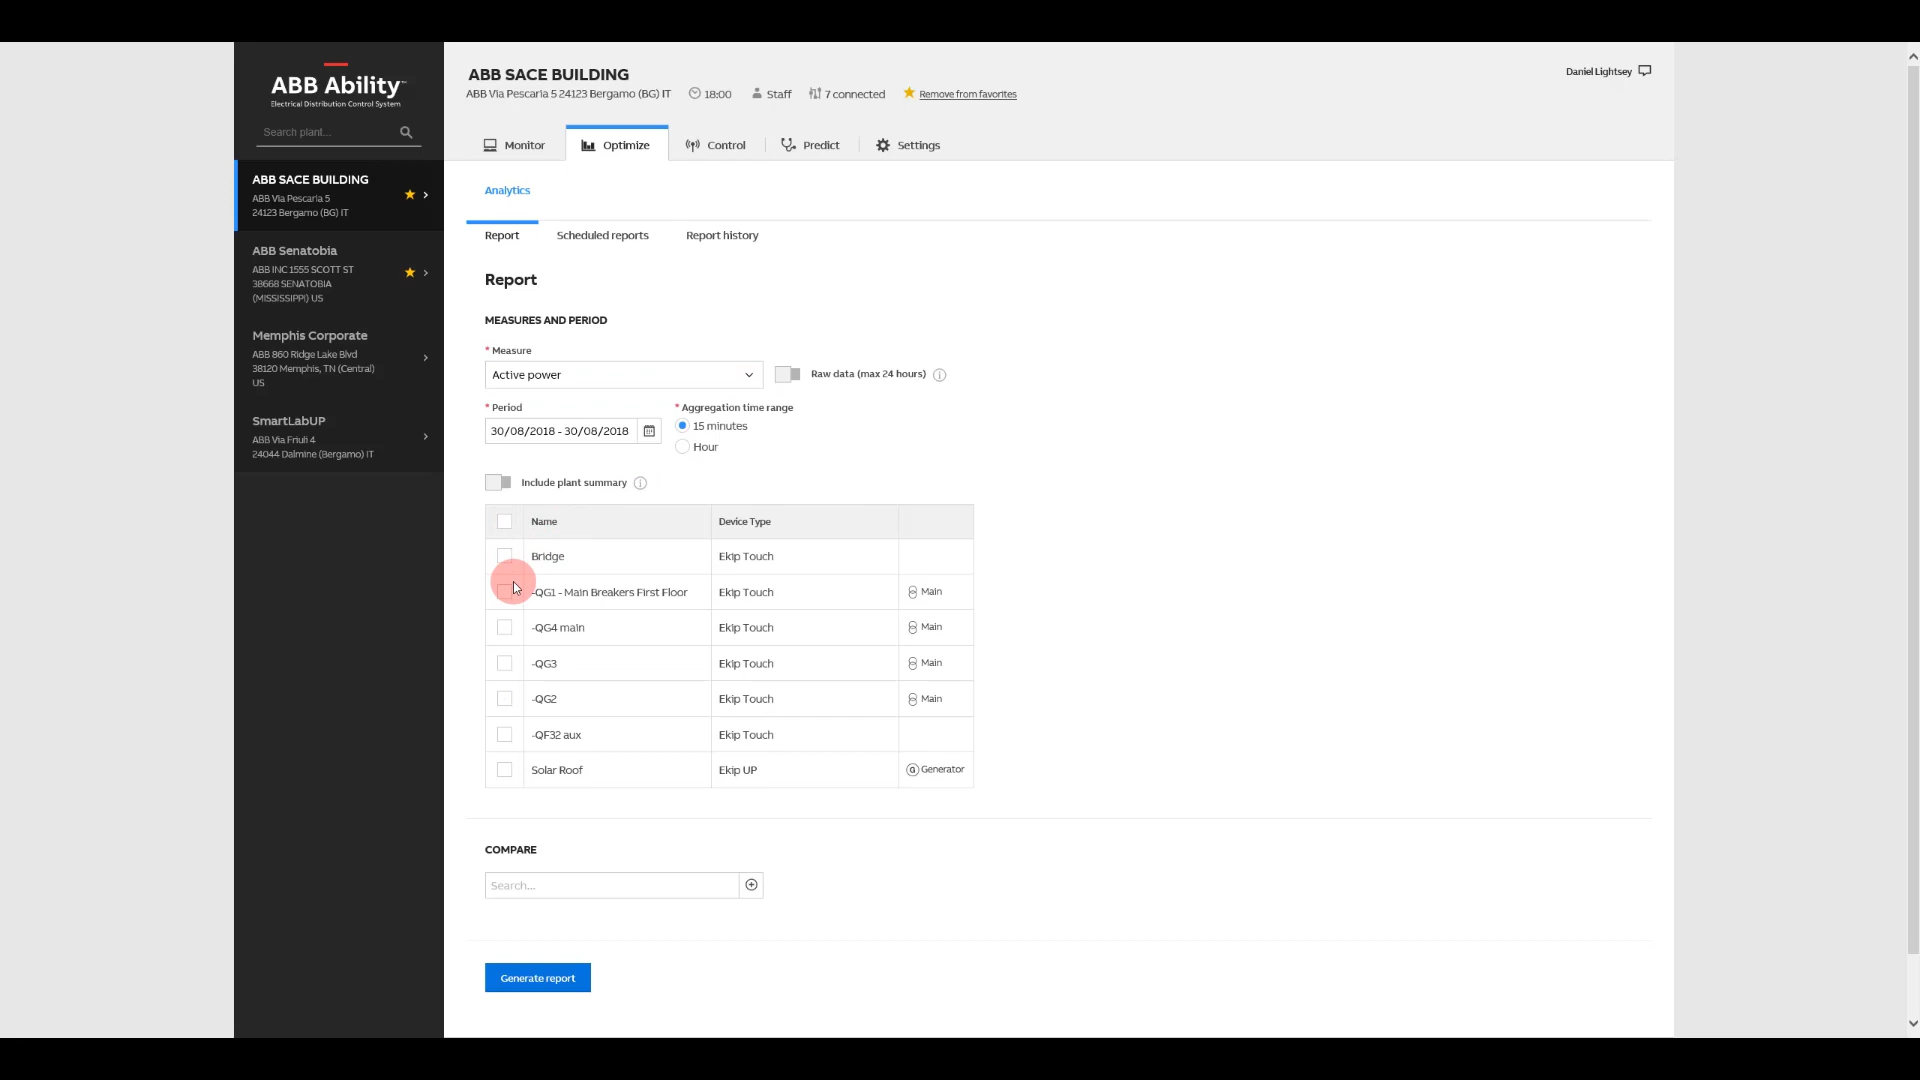 ABB Ability™
Electrical Distribution Control System
Search plant...
ABB SACE BUILDING
ABB Via Pescaria 5
24123 Bergamo (BG) IT
ABB Senatobia
ABB INC 1555 SCOTT ST
38668 SENATOBIA
(MISSISSIPPI) US
Memphis Corporate
ABB 860 Ridge Lake Blvd
38120 Memphis, TN (Central)
US
SmartLabUP
ABB Via Friuli 4
24044 Dalmine (Bergamo) IT
ABB SACE BUILDING
ABB Via Pescaria 5 24123 Bergamo (BG) IT 18:00 Staff 7 connected Remove from favorites
Daniel Lightsey
Monitor Optimize Control Predict Settings
Analytics
Report Scheduled reports Report history
Report
MEASURES AND PERIOD
* Measure
Active power Raw data (max 24 hours)
* Period * Aggregation time range
30/08/2018 - 30/08/2018 15 minutes
Hour
Include plant summary
Name Device Type
Bridge Ekip Touch
-QG1 - Main Breakers First Floor Ekip Touch Main
-QG4 main Ekip Touch Main
-QG3 Ekip Touch Main
-QG2 Ekip Touch Main
-QF32 aux Ekip Touch
Solar Roof Ekip UP G Generator
COMPARE
Search...
Generate report